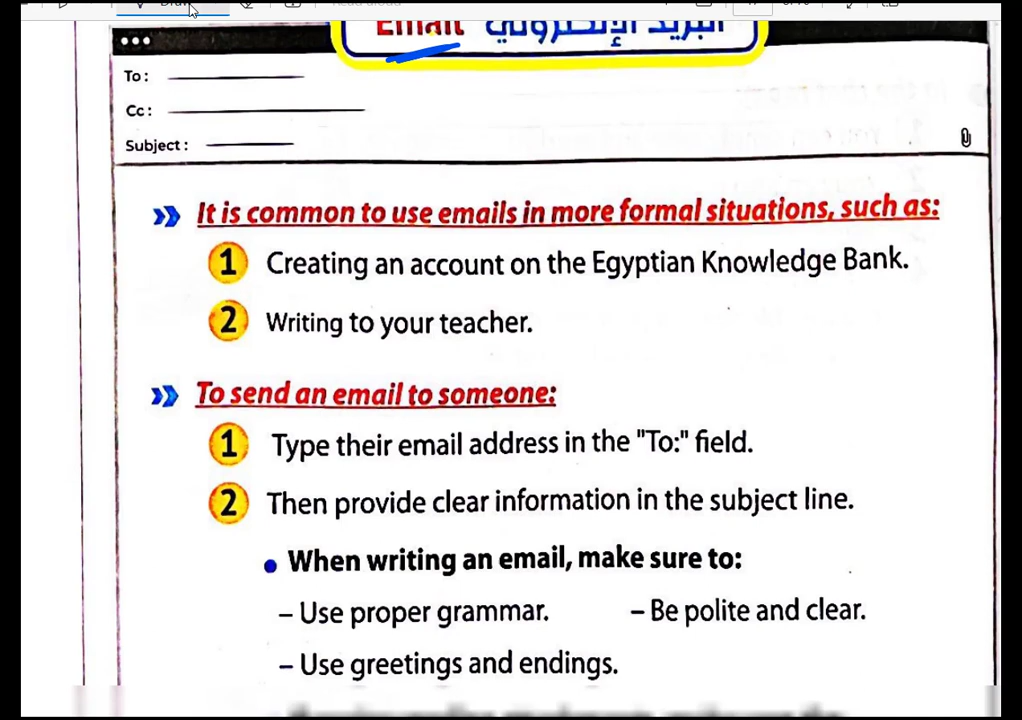 Draw
Read aloud
Email البريد الإلكتروني
To:
Cc:
Subject:
It is common to use emails in more formal situations, such as:
1 Creating an account on the Egyptian Knowledge Bank.
2 Writing to your teacher.
To send an email to someone:
1 Type their email address in the "To:" field.
2 Then provide clear information in the subject line.
• When writing an email, make sure to:
– Use proper grammar. – Be polite and clear.
– Use greetings and endings.